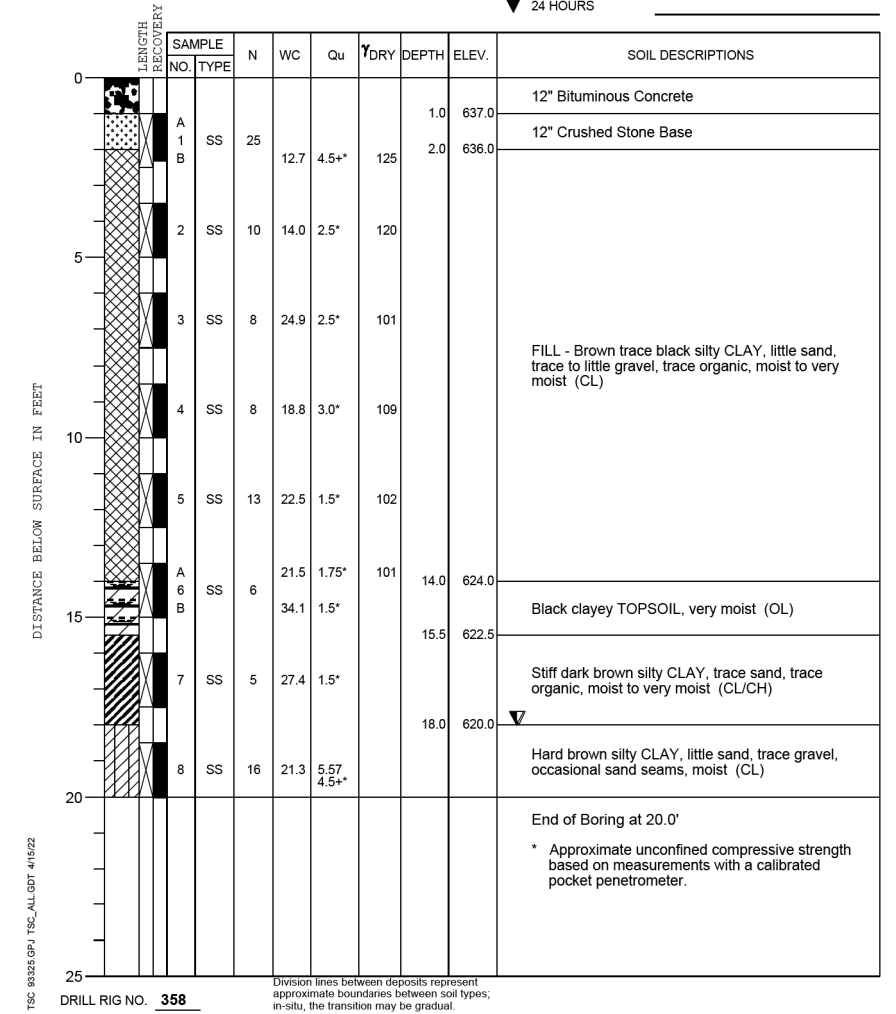 24 HOURS
LENGTH
RECOVERY
SAMPLE
NO. TYPE
N
WC
Qu
γDRY
DEPTH
ELEV.
SOIL DESCRIPTIONS
0
12" Bituminous Concrete
1.0 637.0
A
1 SS 25
B 12.7 4.5+* 125
12" Crushed Stone Base
2.0 636.0
2 SS 10 14.0 2.5* 120
5
3 SS 8 24.9 2.5* 101
FILL - Brown trace black silty CLAY, little sand,
trace to little gravel, trace organic, moist to very
moist (CL)
4 SS 8 18.8 3.0* 109
10
5 SS 13 22.5 1.5* 102
A 21.5 1.75* 101
14.0 624.0
6 SS 6
B 34.1 1.5*
Black clayey TOPSOIL, very moist (OL)
15
15.5 622.5
7 SS 5 27.4 1.5*
Stiff dark brown silty CLAY, trace sand, trace
organic, moist to very moist (CL/CH)
18.0 620.0
8 SS 16 21.3 5.57
4.5+*
Hard brown silty CLAY, little sand, trace gravel,
occasional sand seams, moist (CL)
20
End of Boring at 20.0'
* Approximate unconfined compressive strength
based on measurements with a calibrated
pocket penetrometer.
25
DISTANCE BELOW SURFACE IN FEET
TSC 93325.GPJ TSC_ALL.GDT 4/15/22
DRILL RIG NO. 358
Division lines between deposits represent
approximate boundaries between soil types;
in-situ, the transition may be gradual.